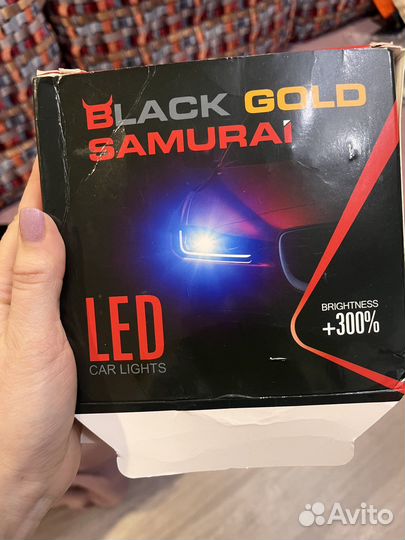 BLACK GOLD
SAMURAI
LED
CAR LIGHTS
BRIGHTNESS
+300%
Avito